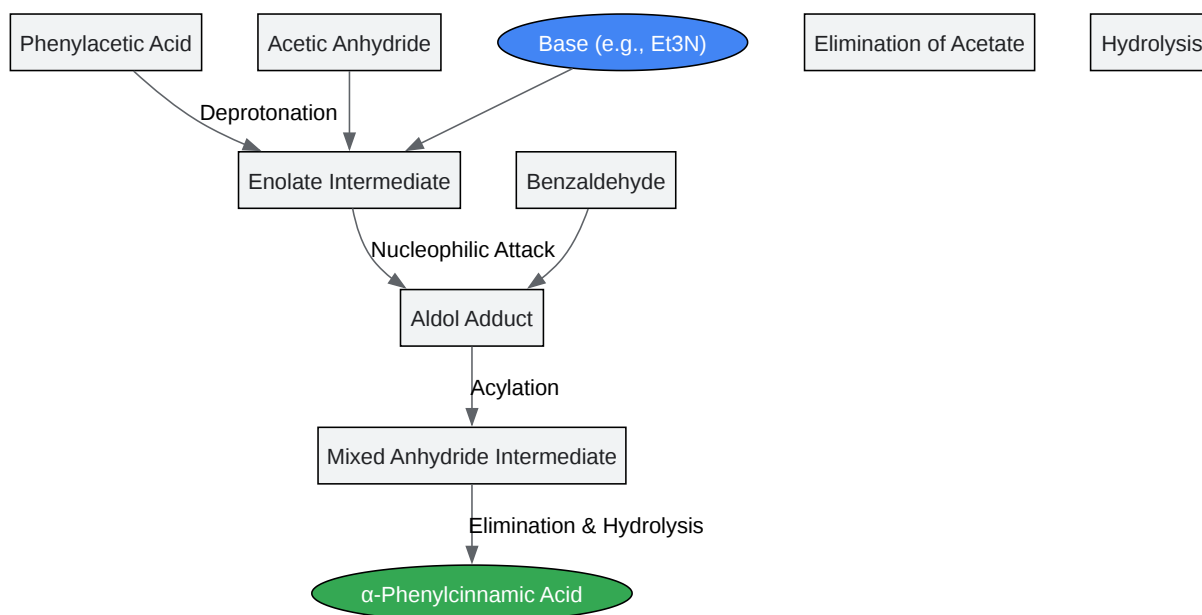 Phenylacetic Acid
Acetic Anhydride
Base (e.g., Et3N)
Elimination of Acetate
Hydrolysis
Deprotonation
Enolate Intermediate
Benzaldehyde
Nucleophilic Attack
Aldol Adduct
Acylation
Mixed Anhydride Intermediate
Elimination & Hydrolysis
α-Phenylcinnamic Acid